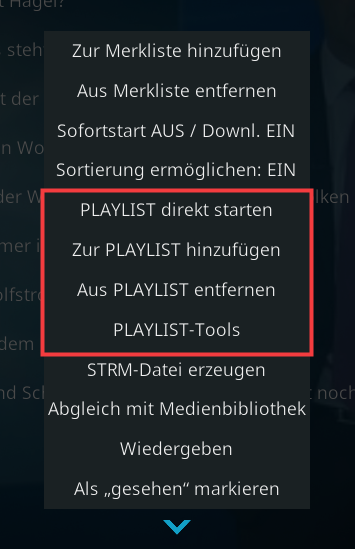 t Hager?
Zur Merkliste hinzufügen
steh
Aus Merkliste entfernen
t der
Sofortstart AUS / Downl. EIN
n Wo
Sortierung ermöglichen: EIN
der W
PLAYLIST direkt starten
lken
Zur PLAYLIST hinzufügen
mer i
Aus PLAYLIST entfernen
olfstro
PLAYLIST-Tools
dem
STRM-Datei erzeugen
nd Sch
t noch
Abgleich mit Medienbibliothek
Wiedergeben
Als „gesehen“ markieren